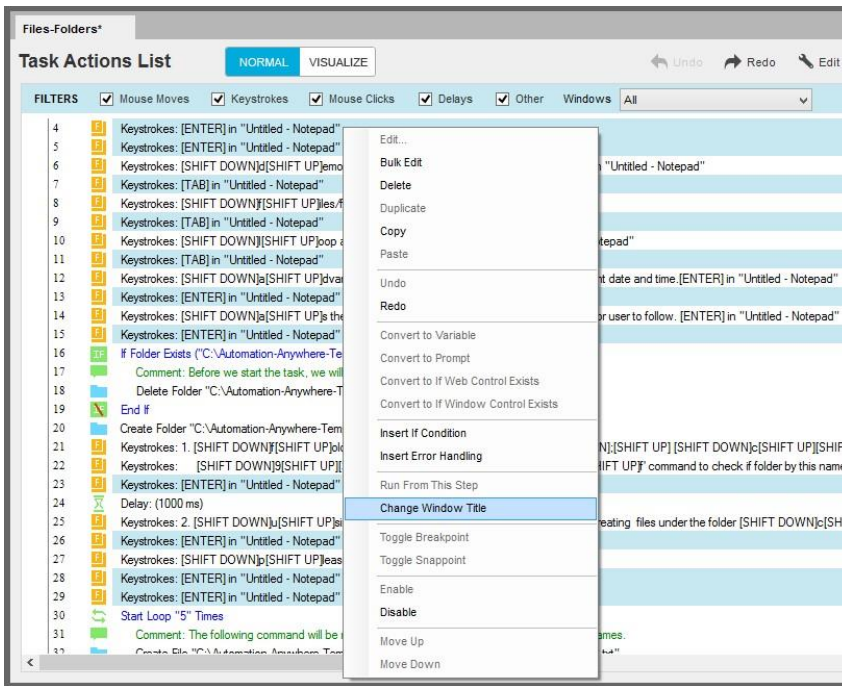 Files-Folders*
Task Actions List
NORMAL
VISUALIZE
Undo
Redo
Edit
FILTERS
Mouse Moves
Keystrokes
Mouse Clicks
Delays
Other
Windows
All
4 Keystrokes: [ENTER] in "Untitled - Notepad"
5 Keystrokes: [ENTER] in "Untitled - Notepad"
6 Keystrokes: [SHIFT DOWN]d[SHIFT UP]emo "Untitled - Notepad"
7 Keystrokes: [TAB] in "Untitled - Notepad"
8 Keystrokes: [SHIFT DOWN]f[SHIFT UP]iles/f
9 Keystrokes: [TAB] in "Untitled - Notepad"
10 Keystrokes: [SHIFT DOWN]l[SHIFT UP]oop a tepad"
11 Keystrokes: [TAB] in "Untitled - Notepad"
12 Keystrokes: [SHIFT DOWN]a[SHIFT UP]dva nt date and time.[ENTER] in "Untitled - Notepad"
13 Keystrokes: [ENTER] in "Untitled - Notepad"
14 Keystrokes: [SHIFT DOWN]a[SHIFT UP]s the or user to follow. [ENTER] in "Untitled - Notepad"
15 Keystrokes: [ENTER] in "Untitled - Notepad"
16 IF If Folder Exists ("C:\Automation-Anywhere-Te
17 Comment: Before we start the task, we will
18 Delete Folder "C:\Automation-Anywhere-T
19 End If
20 Create Folder "C:\Automation-Anywhere-Tem
21 Keystrokes: 1. [SHIFT DOWN]f[SHIFT UP]old N];[SHIFT UP] [SHIFT DOWN]c[SHIFT UP][SHIF
22 Keystrokes: [SHIFT DOWN]9[SHIFT UP][ IFT UP]f' command to check if folder by this name
23 Keystrokes: [ENTER] in "Untitled - Notepad"
24 Delay: (1000 ms)
25 Keystrokes: 2. [SHIFT DOWN]u[SHIFT UP]si reating files under the folder [SHIFT DOWN]c[SH
26 Keystrokes: [ENTER] in "Untitled - Notepad"
27 Keystrokes: [SHIFT DOWN]p[SHIFT UP]leas
28 Keystrokes: [ENTER] in "Untitled - Notepad"
29 Keystrokes: [ENTER] in "Untitled - Notepad"
30 Start Loop "5" Times
31 Comment: The following command will be ames.
32 Create File "C:\Automation-Anywhere-Tem txt"
Edit...
Bulk Edit
Delete
Duplicate
Copy
Paste
Undo
Redo
Convert to Variable
Convert to Prompt
Convert to If Web Control Exists
Convert to If Window Control Exists
Insert If Condition
Insert Error Handling
Run From This Step
Change Window Title
Toggle Breakpoint
Toggle Snappoint
Enable
Disable
Move Up
Move Down